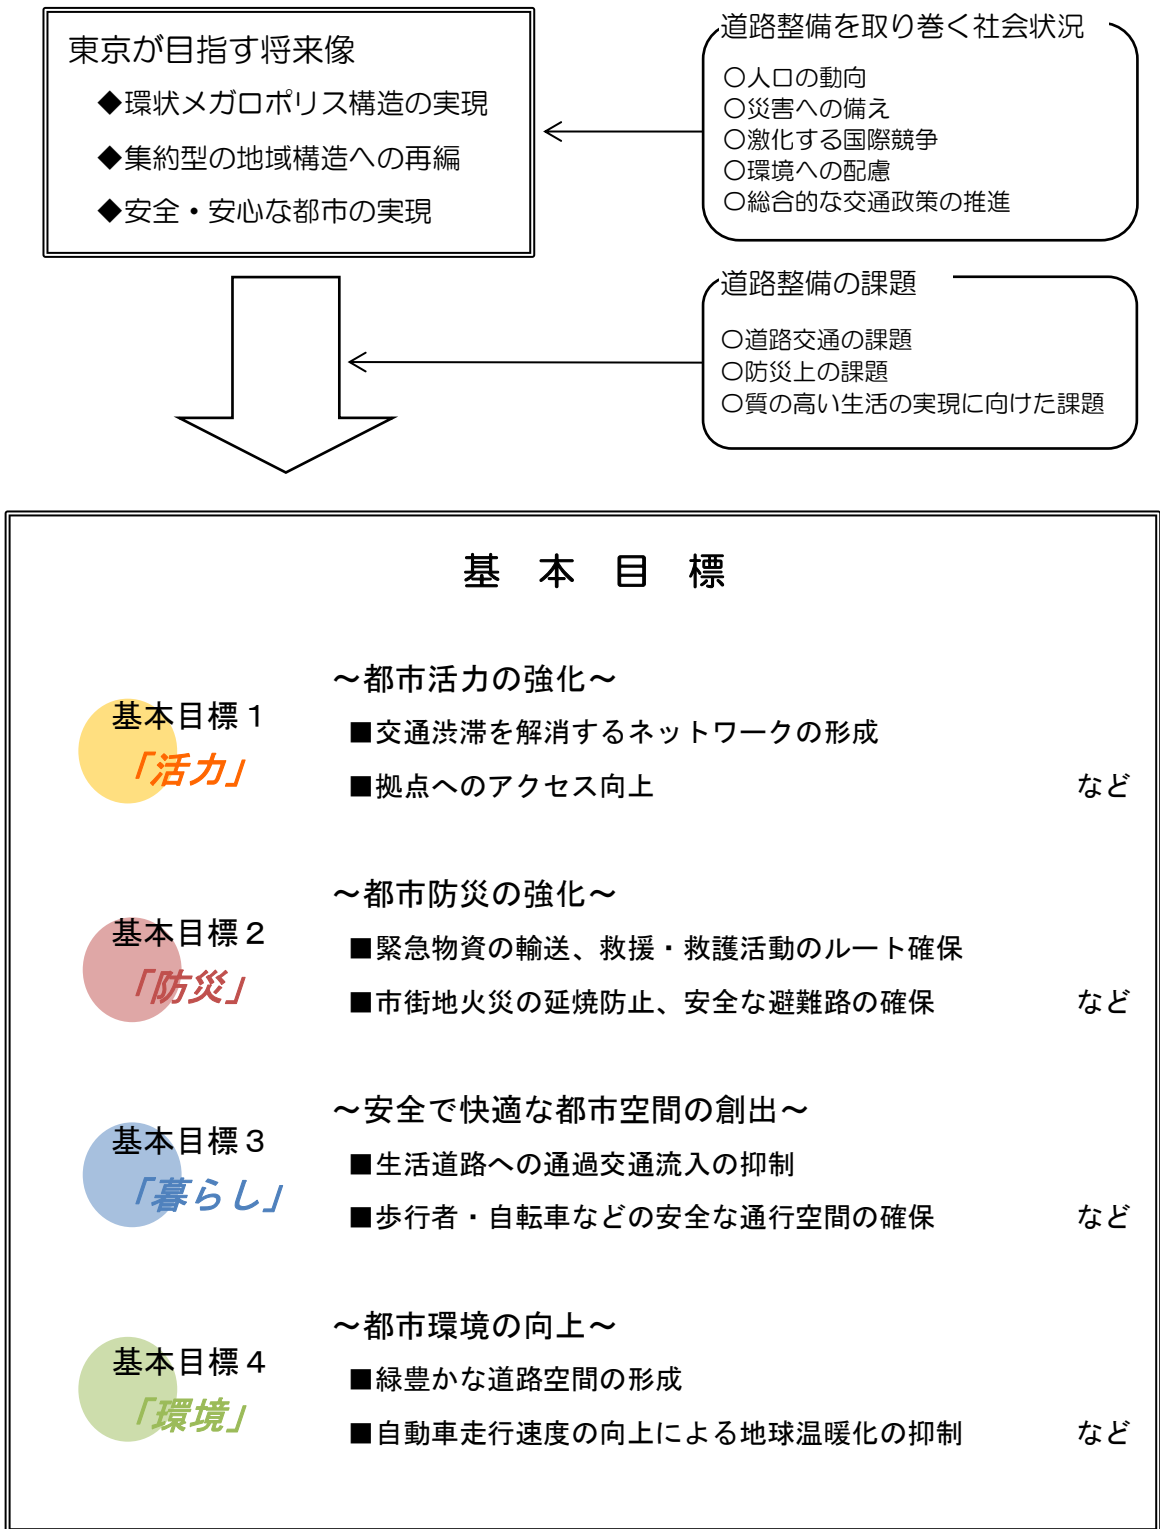 東京が目指す将来像
◆環状メガロポリス構造の実現
◆集約型の地域構造への再編
◆安全・安心な都市の実現
道路整備を取り巻く社会状況
○人口の動向
○災害への備え
○激化する国際競争
○環境への配慮
○総合的な交通政策の推進
道路整備の課題
○道路交通の課題
○防災上の課題
○質の高い生活の実現に向けた課題
基 本 目 標
基本目標１
「活力」
～都市活力の強化～
■交通渋滞を解消するネットワークの形成
■拠点へのアクセス向上 など
基本目標２
「防災」
～都市防災の強化～
■緊急物資の輸送、救援・救護活動のルート確保
■市街地火災の延焼防止、安全な避難路の確保 など
基本目標３
「暮らし」
～安全で快適な都市空間の創出～
■生活道路への通過交通流入の抑制
■歩行者・自転車などの安全な通行空間の確保 など
基本目標４
「環境」
～都市環境の向上～
■緑豊かな道路空間の形成
■自動車走行速度の向上による地球温暖化の抑制 など